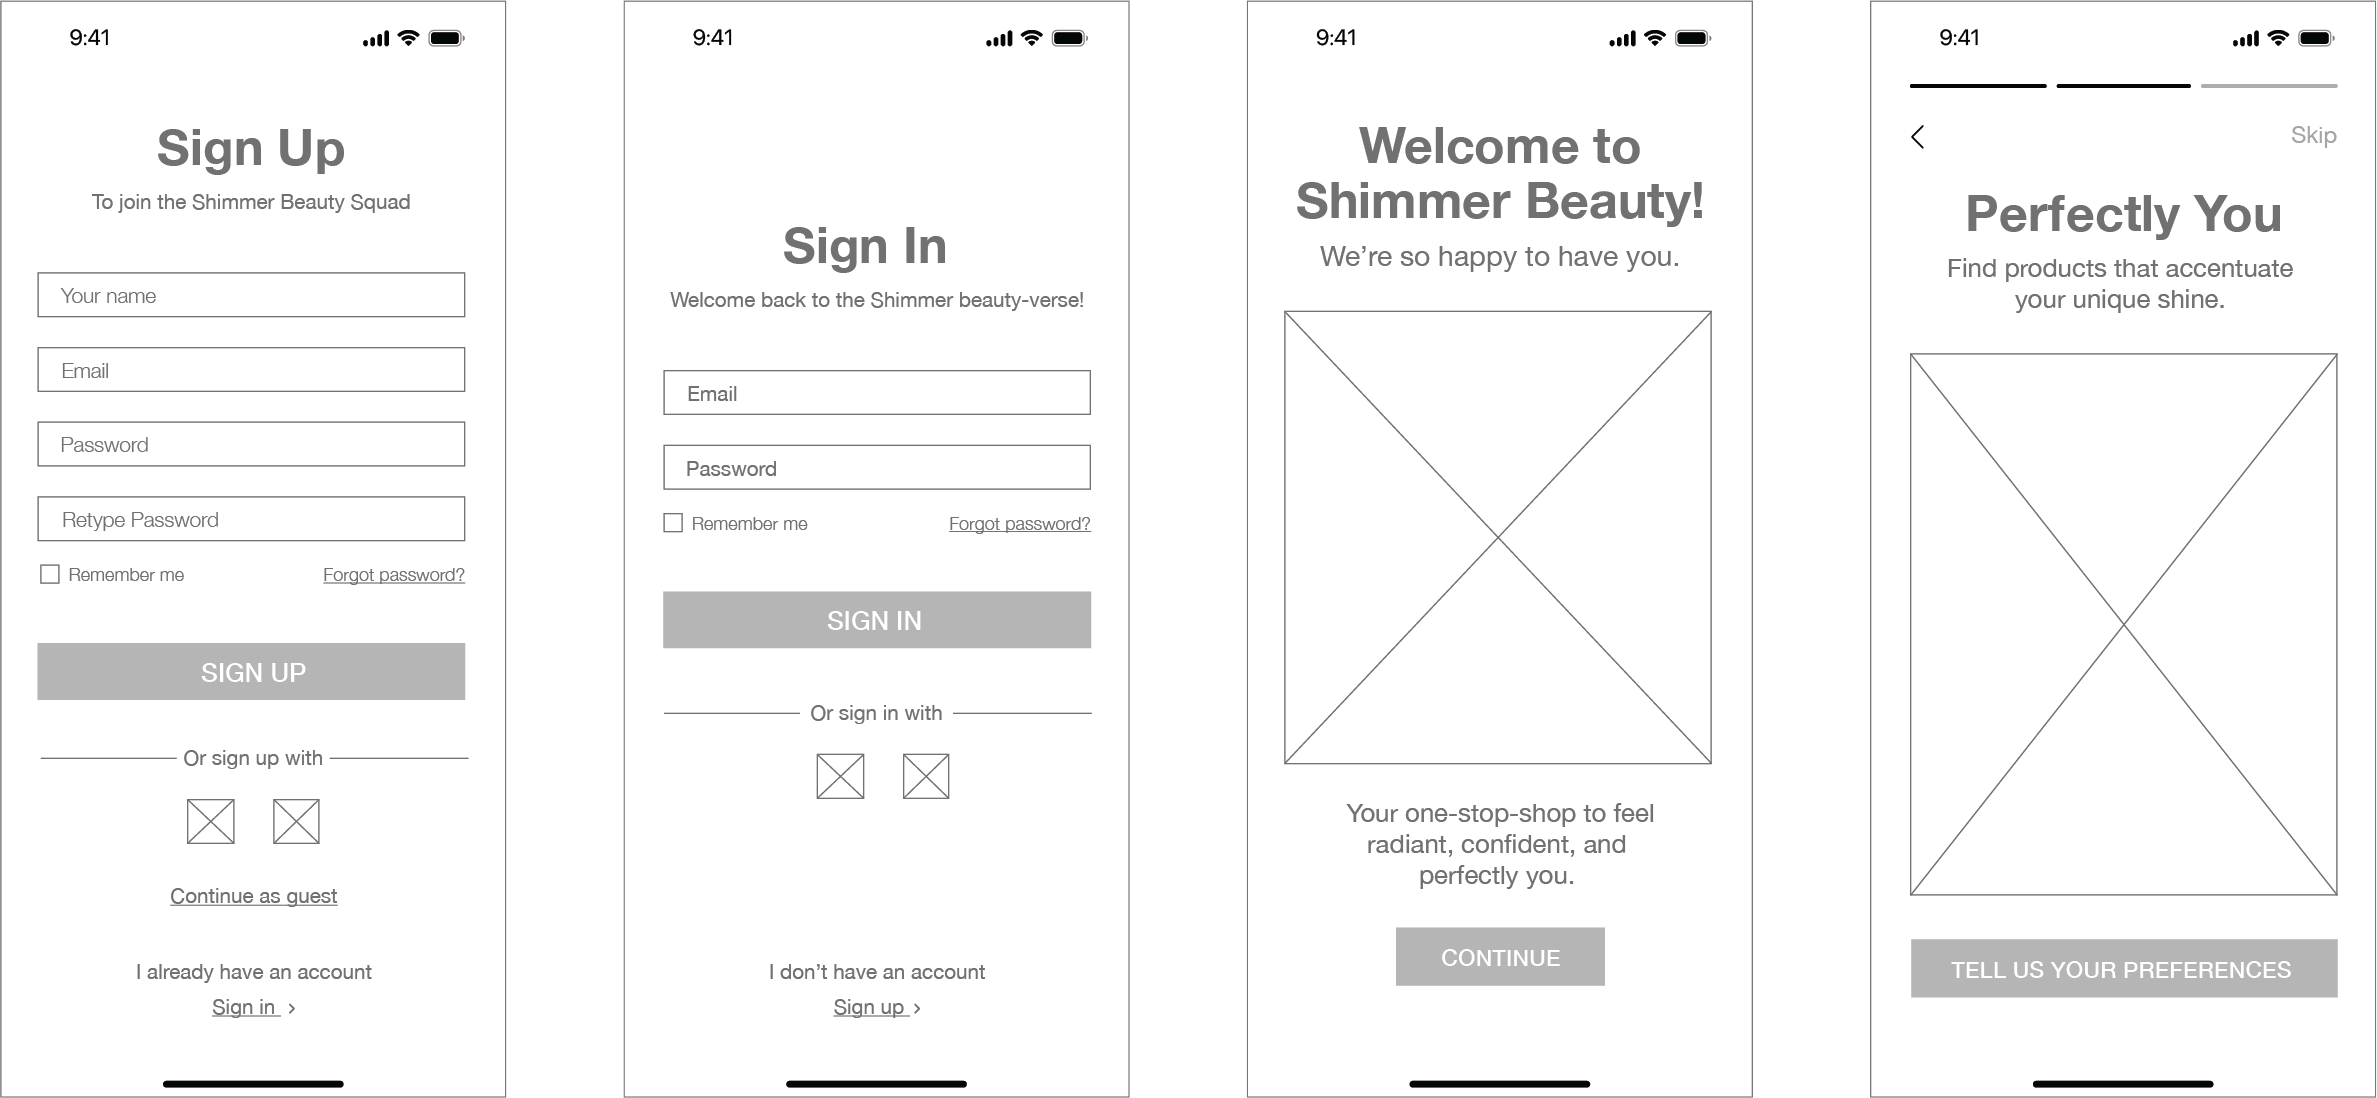 9:41
Sign Up
To join the Shimmer Beauty Squad
Your name
Email
Password
Retype Password
Remember me
Forgot password?
SIGN UP
Or sign up with
Continue as guest
I already have an account
Sign in >
9:41
Sign In
Welcome back to the Shimmer beauty-verse!
Email
Password
Remember me
Forgot password?
SIGN IN
Or sign in with
I don’t have an account
Sign up >
9:41
Welcome to
Shimmer Beauty!
We’re so happy to have you.
Your one-stop-shop to feel
radiant, confident, and
perfectly you.
CONTINUE
9:41
Skip
Perfectly You
Find products that accentuate
your unique shine.
TELL US YOUR PREFERENCES